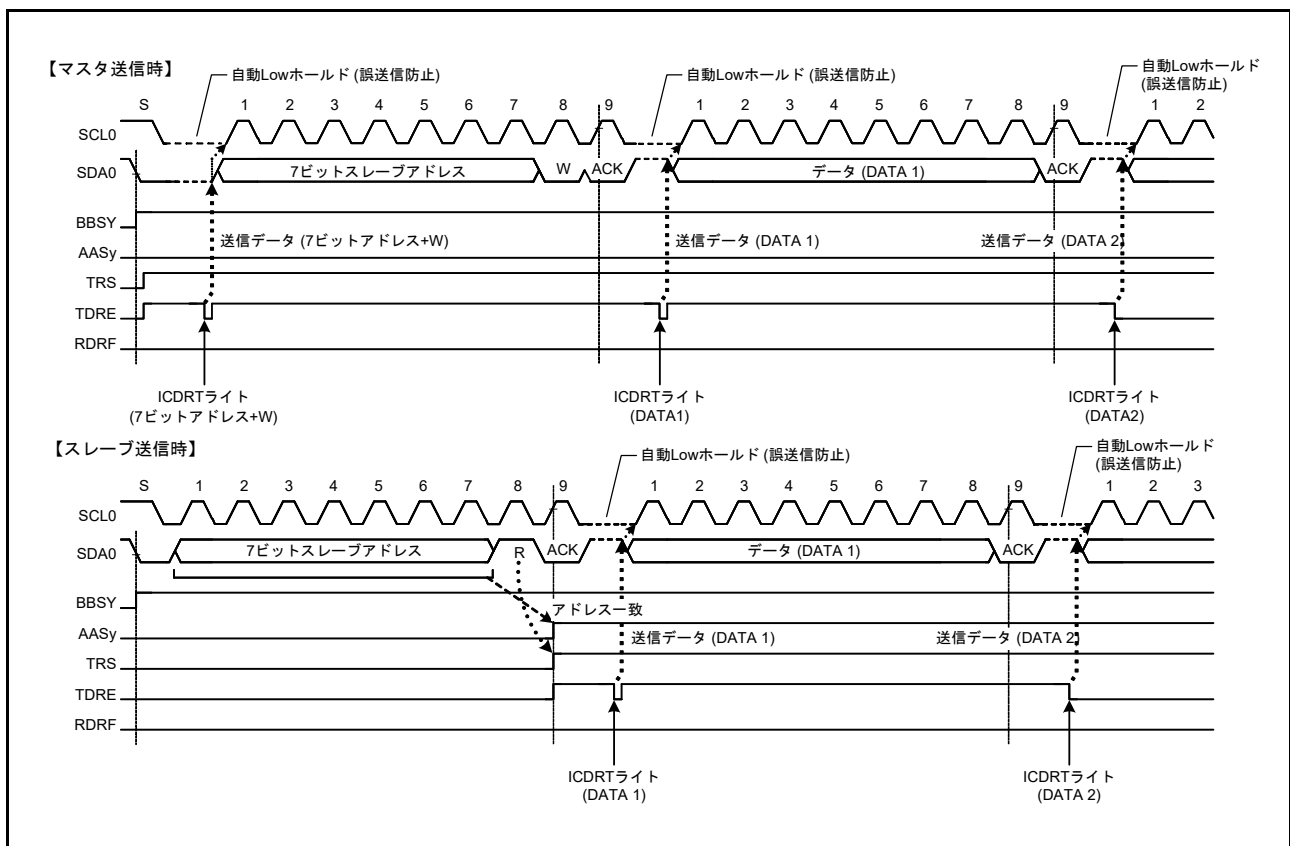 【マスタ送信時】
自動Lowホールド (誤送信防止)
自動Lowホールド (誤送信防止)
自動Lowホールド
(誤送信防止)
S 1 2 3 4 5 6 7 8 9 1 2 3 4 5 6 7 8 9 1 2
SCL0
SDA0 7ビットスレーブアドレス W ACK データ (DATA 1) ACK
BBSY
送信データ (7ビットアドレス+W) 送信データ (DATA 1) 送信データ (DATA 2)
AASy
TRS
TDRE
RDRF
ICDRTライト
(7ビットアドレス+W)
ICDRTライト
(DATA1)
ICDRTライト
(DATA2)
【スレーブ送信時】
自動Lowホールド (誤送信防止)
自動Lowホールド
(誤送信防止)
S 1 2 3 4 5 6 7 8 9 1 2 3 4 5 6 7 8 9 1 2 3
SCL0
SDA0 7ビットスレーブアドレス R ACK データ (DATA 1) ACK
BBSY
アドレス一致
AASy
送信データ (DATA 1) 送信データ (DATA 2)
TRS
TDRE
RDRF
ICDRTライト
(DATA 1)
ICDRTライト
(DATA 2)